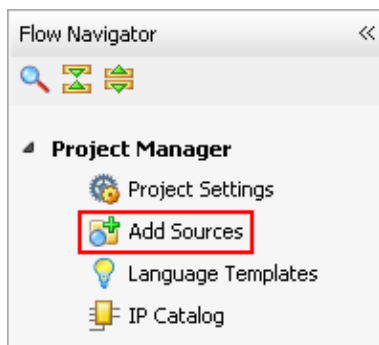 Flow Navigator
Project Manager
Project Settings
Add Sources
Language Templates
IP Catalog